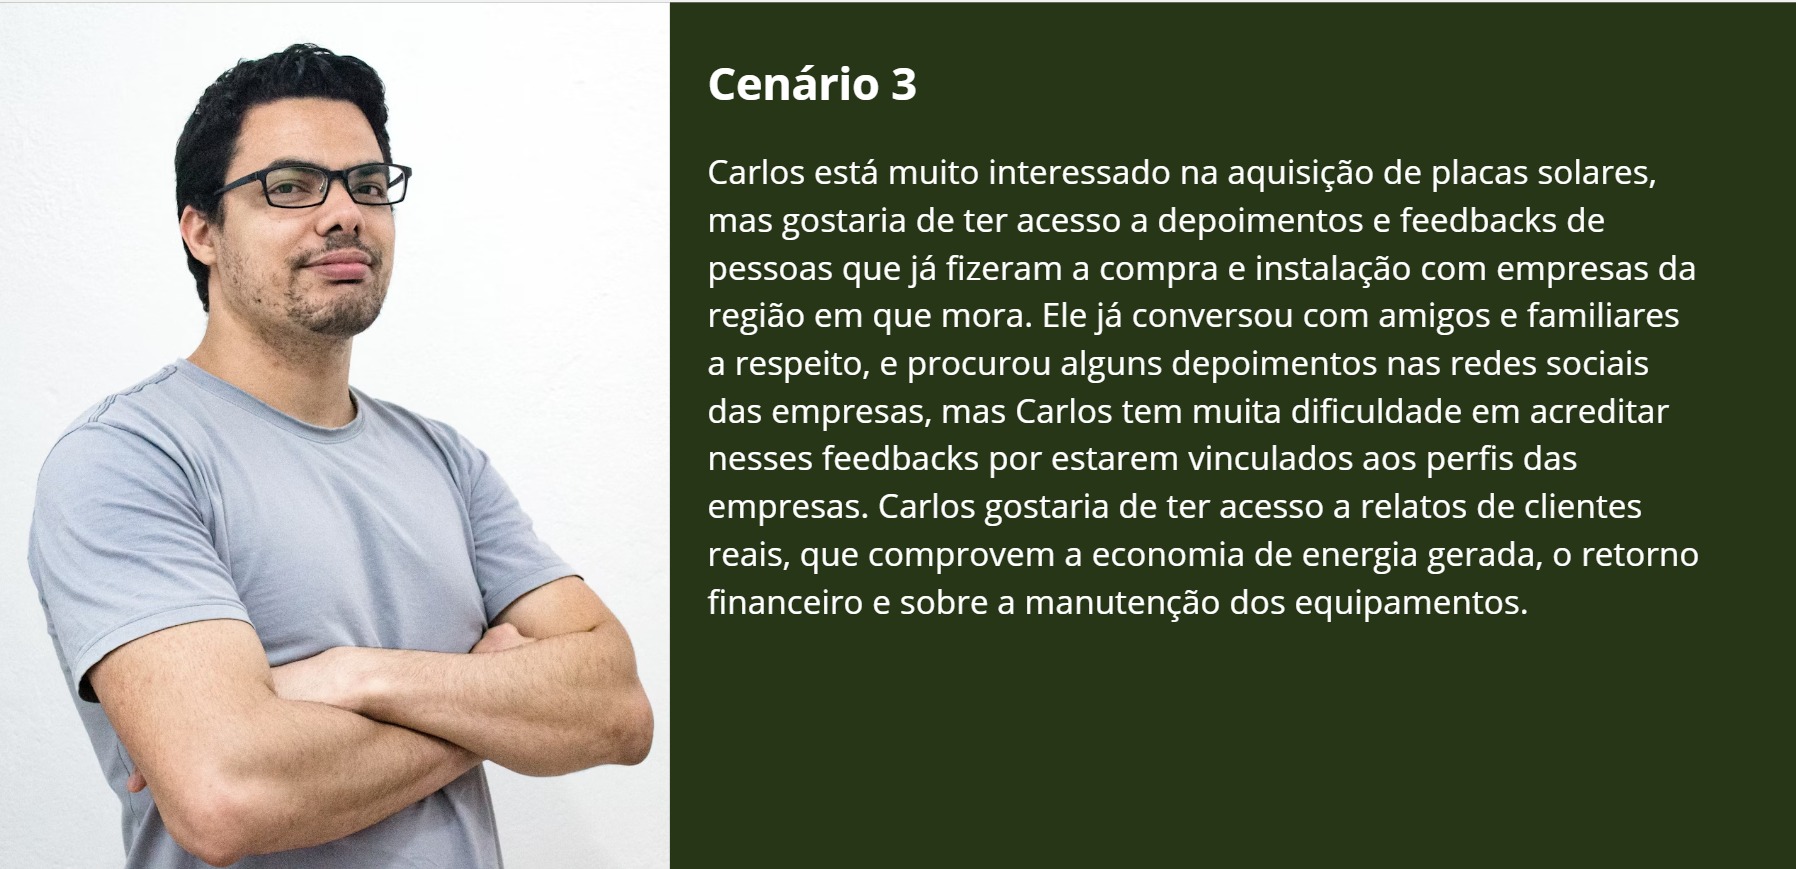 Cenário 3
Carlos está muito interessado na aquisição de placas solares,
mas gostaria de ter acesso a depoimentos e feedbacks de
pessoas que já fizeram a compra e instalação com empresas da
região em que mora. Ele já conversou com amigos e familiares
a respeito, e procurou alguns depoimentos nas redes sociais
das empresas, mas Carlos tem muita dificuldade em acreditar
nesses feedbacks por estarem vinculados aos perfis das
empresas. Carlos gostaria de ter acesso a relatos de clientes
reais, que comprovem a economia de energia gerada, o retorno
financeiro e sobre a manutenção dos equipamentos.